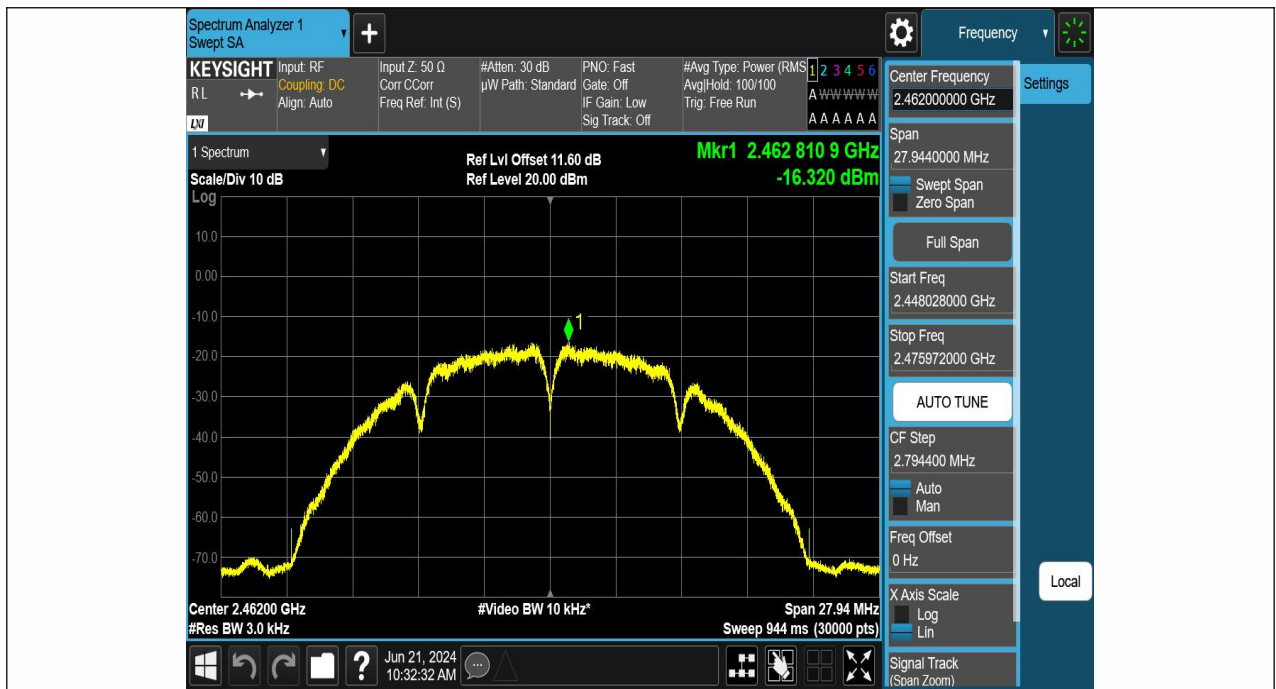 Spectrum Analyzer 1
Swept SA
+
Frequency
KEYSIGHT
RL
LXI
Input: RF
Coupling: DC
Align: Auto
Input Z: 50 Ω
Corr CCorr
Freq Ref: Int (S)
#Atten: 30 dB
µW Path: Standard
PNO: Fast
Gate: Off
IF Gain: Low
Sig Track: Off
#Avg Type: Power (RMS
Avg|Hold: 100/100
Trig: Free Run
1 2 3 4 5 6
A W W W W W
A A A A A A
1 Spectrum
Scale/Div 10 dB
Log
Ref Lvl Offset 11.60 dB
Ref Level 20.00 dBm
Mkr1 2.462 810 9 GHz
-16.320 dBm
10.0
0.00
-10.0
-20.0
-30.0
-40.0
-50.0
-60.0
-70.0
1
Center 2.46200 GHz
#Res BW 3.0 kHz
#Video BW 10 kHz*
Span 27.94 MHz
Sweep 944 ms (30000 pts)
?
Jun 21, 2024
10:32:32 AM
Center Frequency
2.462000000 GHz
Settings
Span
27.9440000 MHz
Swept Span
Zero Span
Full Span
Start Freq
2.448028000 GHz
Stop Freq
2.475972000 GHz
AUTO TUNE
CF Step
2.794400 MHz
Auto
Man
Freq Offset
0 Hz
X Axis Scale
Log
Lin
Signal Track
(Span Zoom)
Local